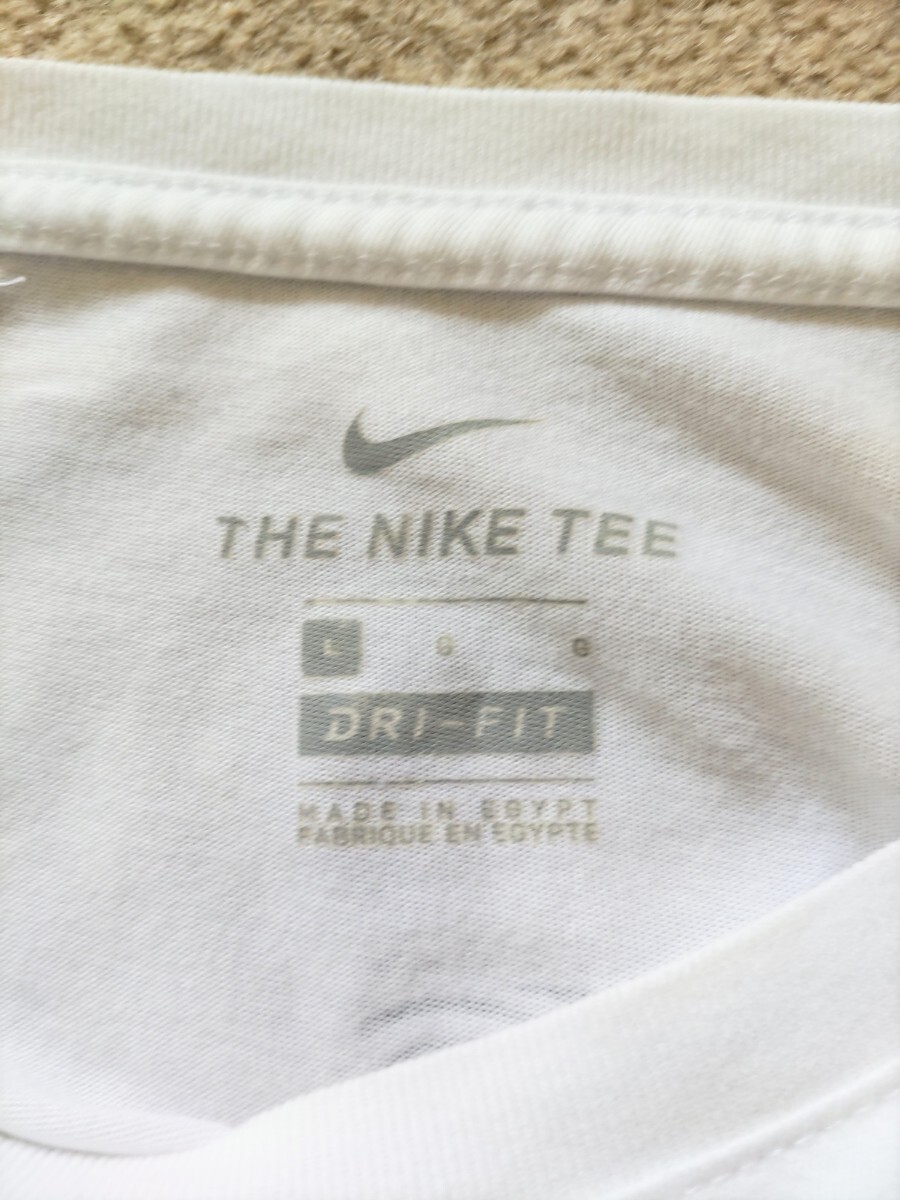 THE NIKE TEE
L G G
DRI-FIT
MADE IN EGYPT
FABRIQUE EN EGYPTE